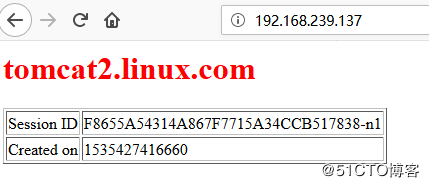 192.168.239.137
tomcat2.linux.com
Session ID F8655A54314A867F7715A34CCB517838-n1
Created on 1535427416660
@51CTO博客